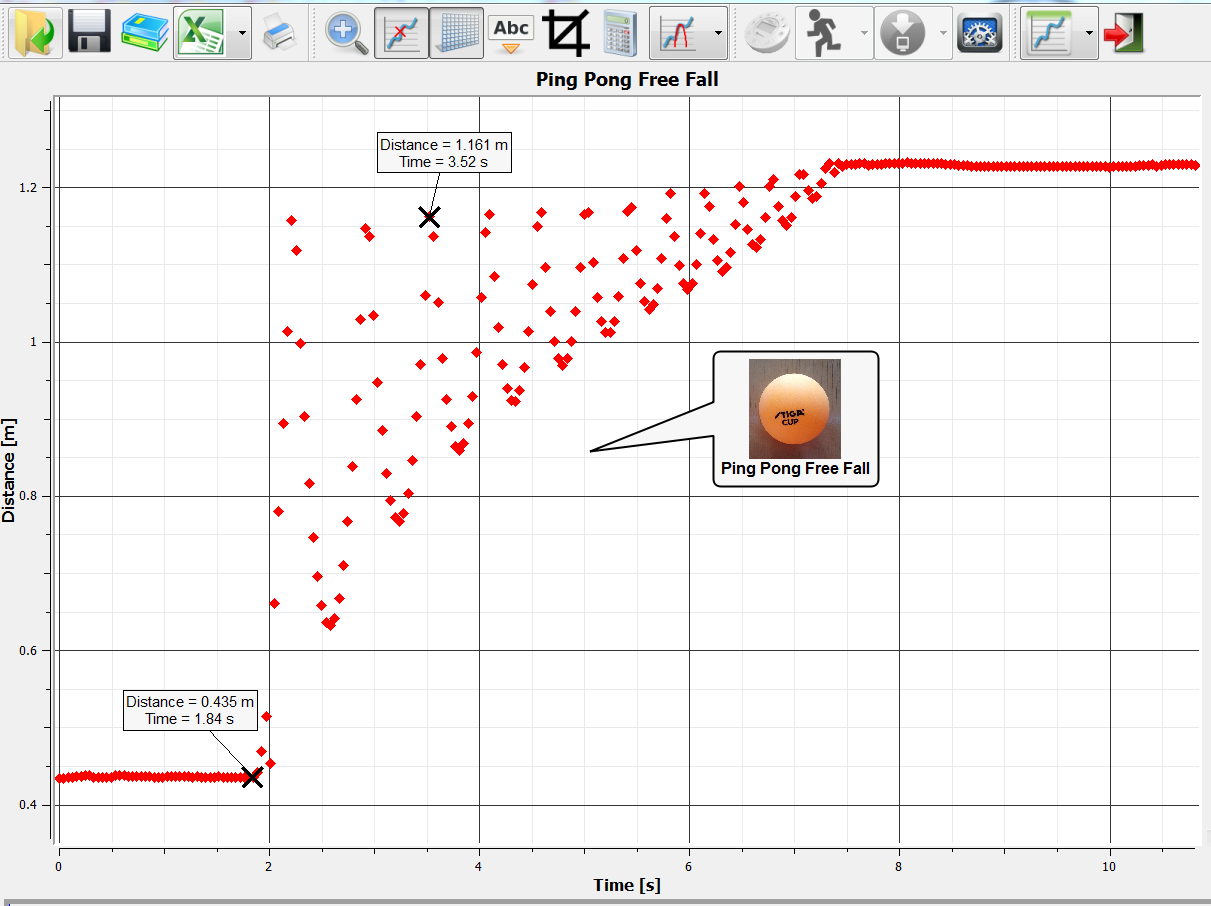 Abc
Ping Pong Free Fall
Distance = 1.161 m
Time = 3.52 s
1.2
1
STIGA
CUP
Ping Pong Free Fall
0.8
Distance [m]
0.6
Distance = 0.435 m
Time = 1.84 s
0.4
0 2 4 6 8 10
Time [s]